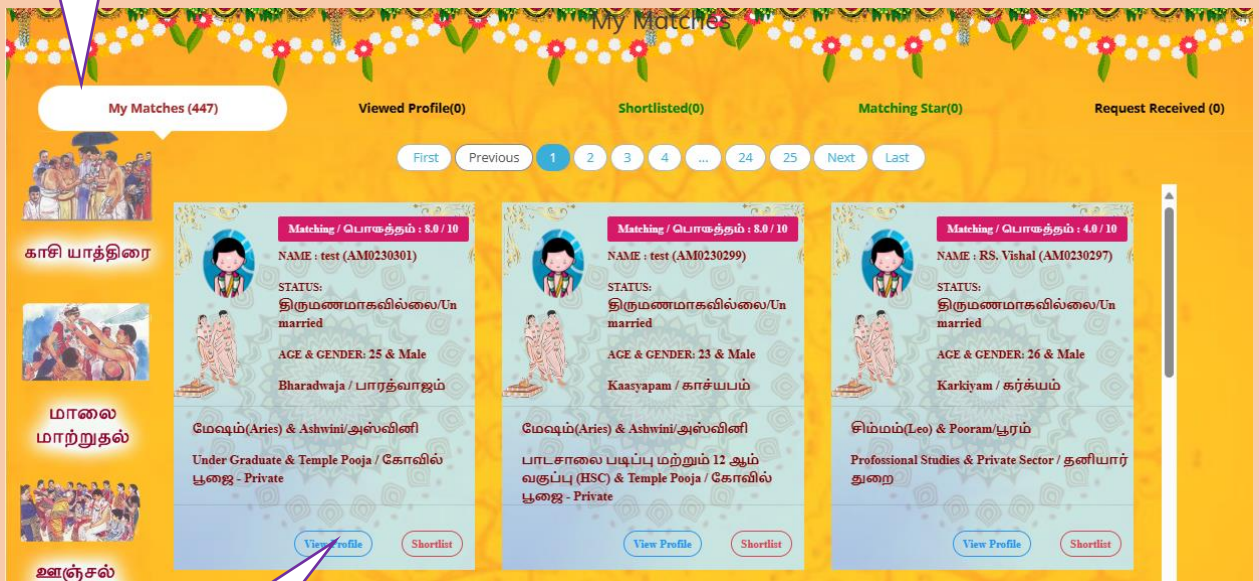 My Matches
My Matches (447)
Viewed Profile(0)
Shortlisted(0)
Matching Star(0)
Request Received (0)
First Previous 1 2 3 4 ... 24 25 Next Last
காசி யாத்திரை
மாலை
மாற்றுதல்
ஊஞ்சல்
Matching / பொருத்தம் : 8.0 / 10
NAME : test (AM0230301)
STATUS:
திருமணமாகவில்லை/Un
married
AGE & GENDER: 25 & Male
Bharadwaja / பாரத்வாஜம்
மேஷம்(Aries) & Ashwini/அஸ்வினி
Under Graduate & Temple Pooja / கோவில்
பூஜை - Private
View Profile
Shortlist
Matching / பொருத்தம் : 8.0 / 10
NAME : test (AM0230299)
STATUS:
திருமணமாகவில்லை/Un
married
AGE & GENDER: 23 & Male
Kaasyapam / காச்யபம்
மேஷம்(Aries) & Ashwini/அஸ்வினி
பாடசாலை படிப்பு மற்றும் 12 ஆம்
வகுப்பு (HSC) & Temple Pooja / கோவில்
பூஜை - Private
View Profile
Shortlist
Matching / பொருத்தம் : 4.0 / 10
NAME : RS. Vishal (AM0230297)
STATUS:
திருமணமாகவில்லை/Un
married
AGE & GENDER: 26 & Male
Karkiyam / கர்க்யம்
சிம்மம்(Leo) & Pooram/பூரம்
Profossional Studies & Private Sector / தனியார்
துறை
View Profile
Shortlist